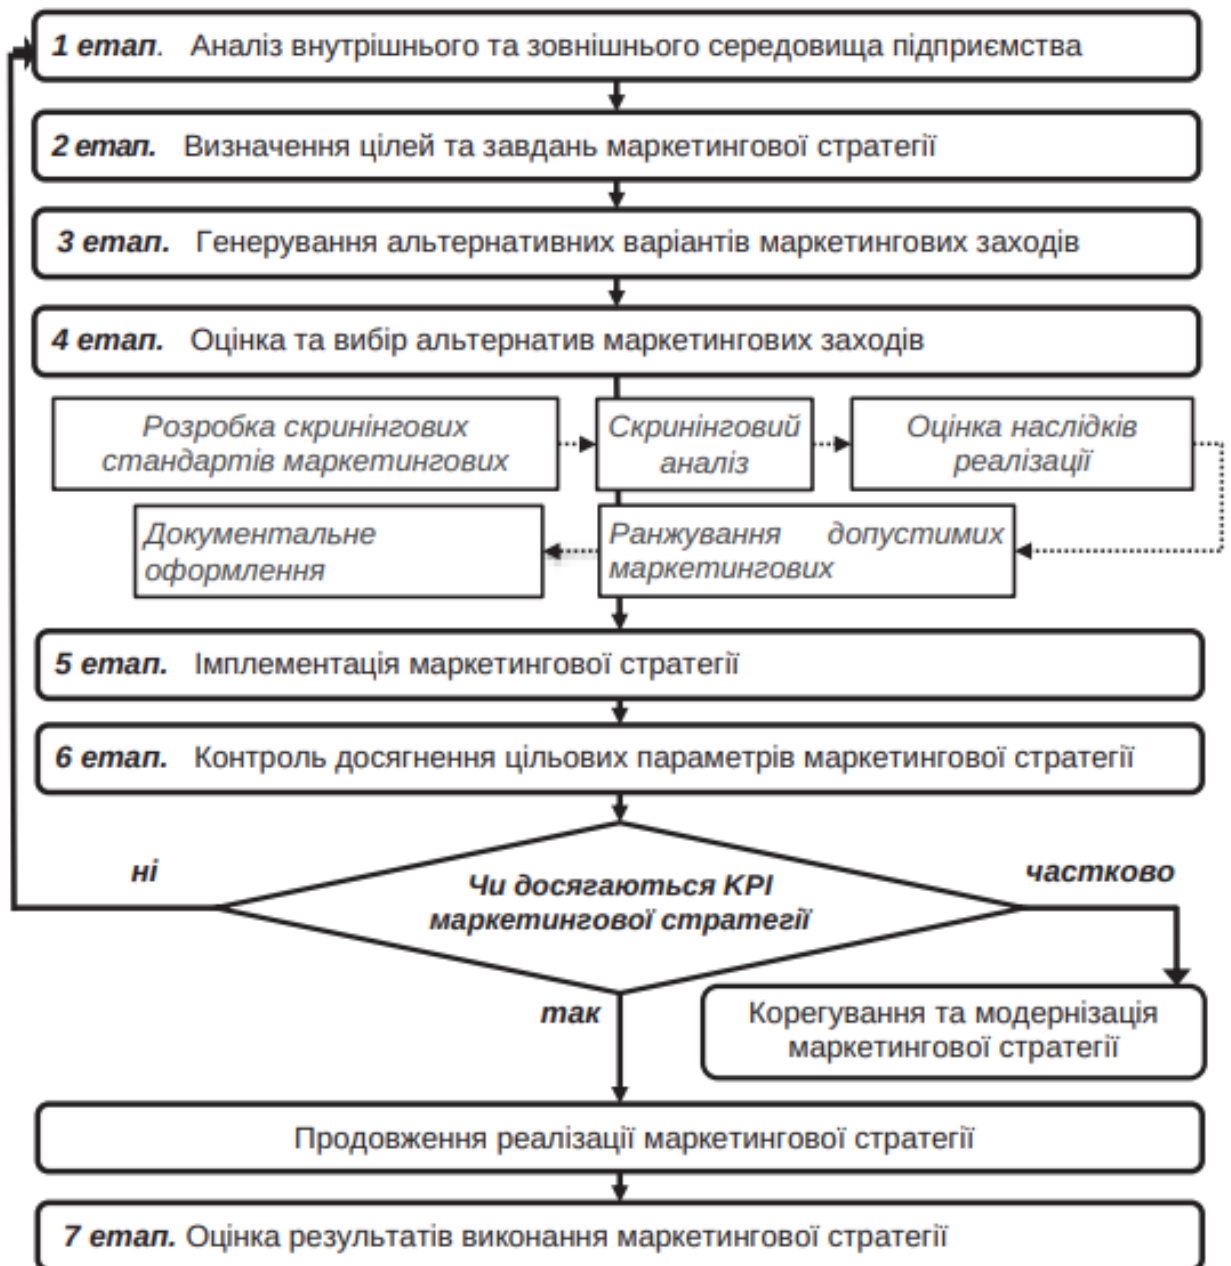 1 етап. Аналіз внутрішнього та зовнішнього середовища підприємства
2 етап. Визначення цілей та завдань маркетингової стратегії
3 етап. Генерування альтернативних варіантів маркетингових заходів
4 етап. Оцінка та вибір альтернатив маркетингових заходів
Розробка скринінгових
стандартів маркетингових
Скринінговий
аналіз
Оцінка наслідків
реалізації
Документальне
оформлення
Ранжування допустимих
маркетингових
5 етап. Імплементація маркетингової стратегії
6 етап. Контроль досягнення цільових параметрів маркетингової стратегії
ні
Чи досягаються KPI
маркетингової стратегії
частково
так
Корегування та модернізація
маркетингової стратегії
Продовження реалізації маркетингової стратегії
7 етап. Оцінка результатів виконання маркетингової стратегії